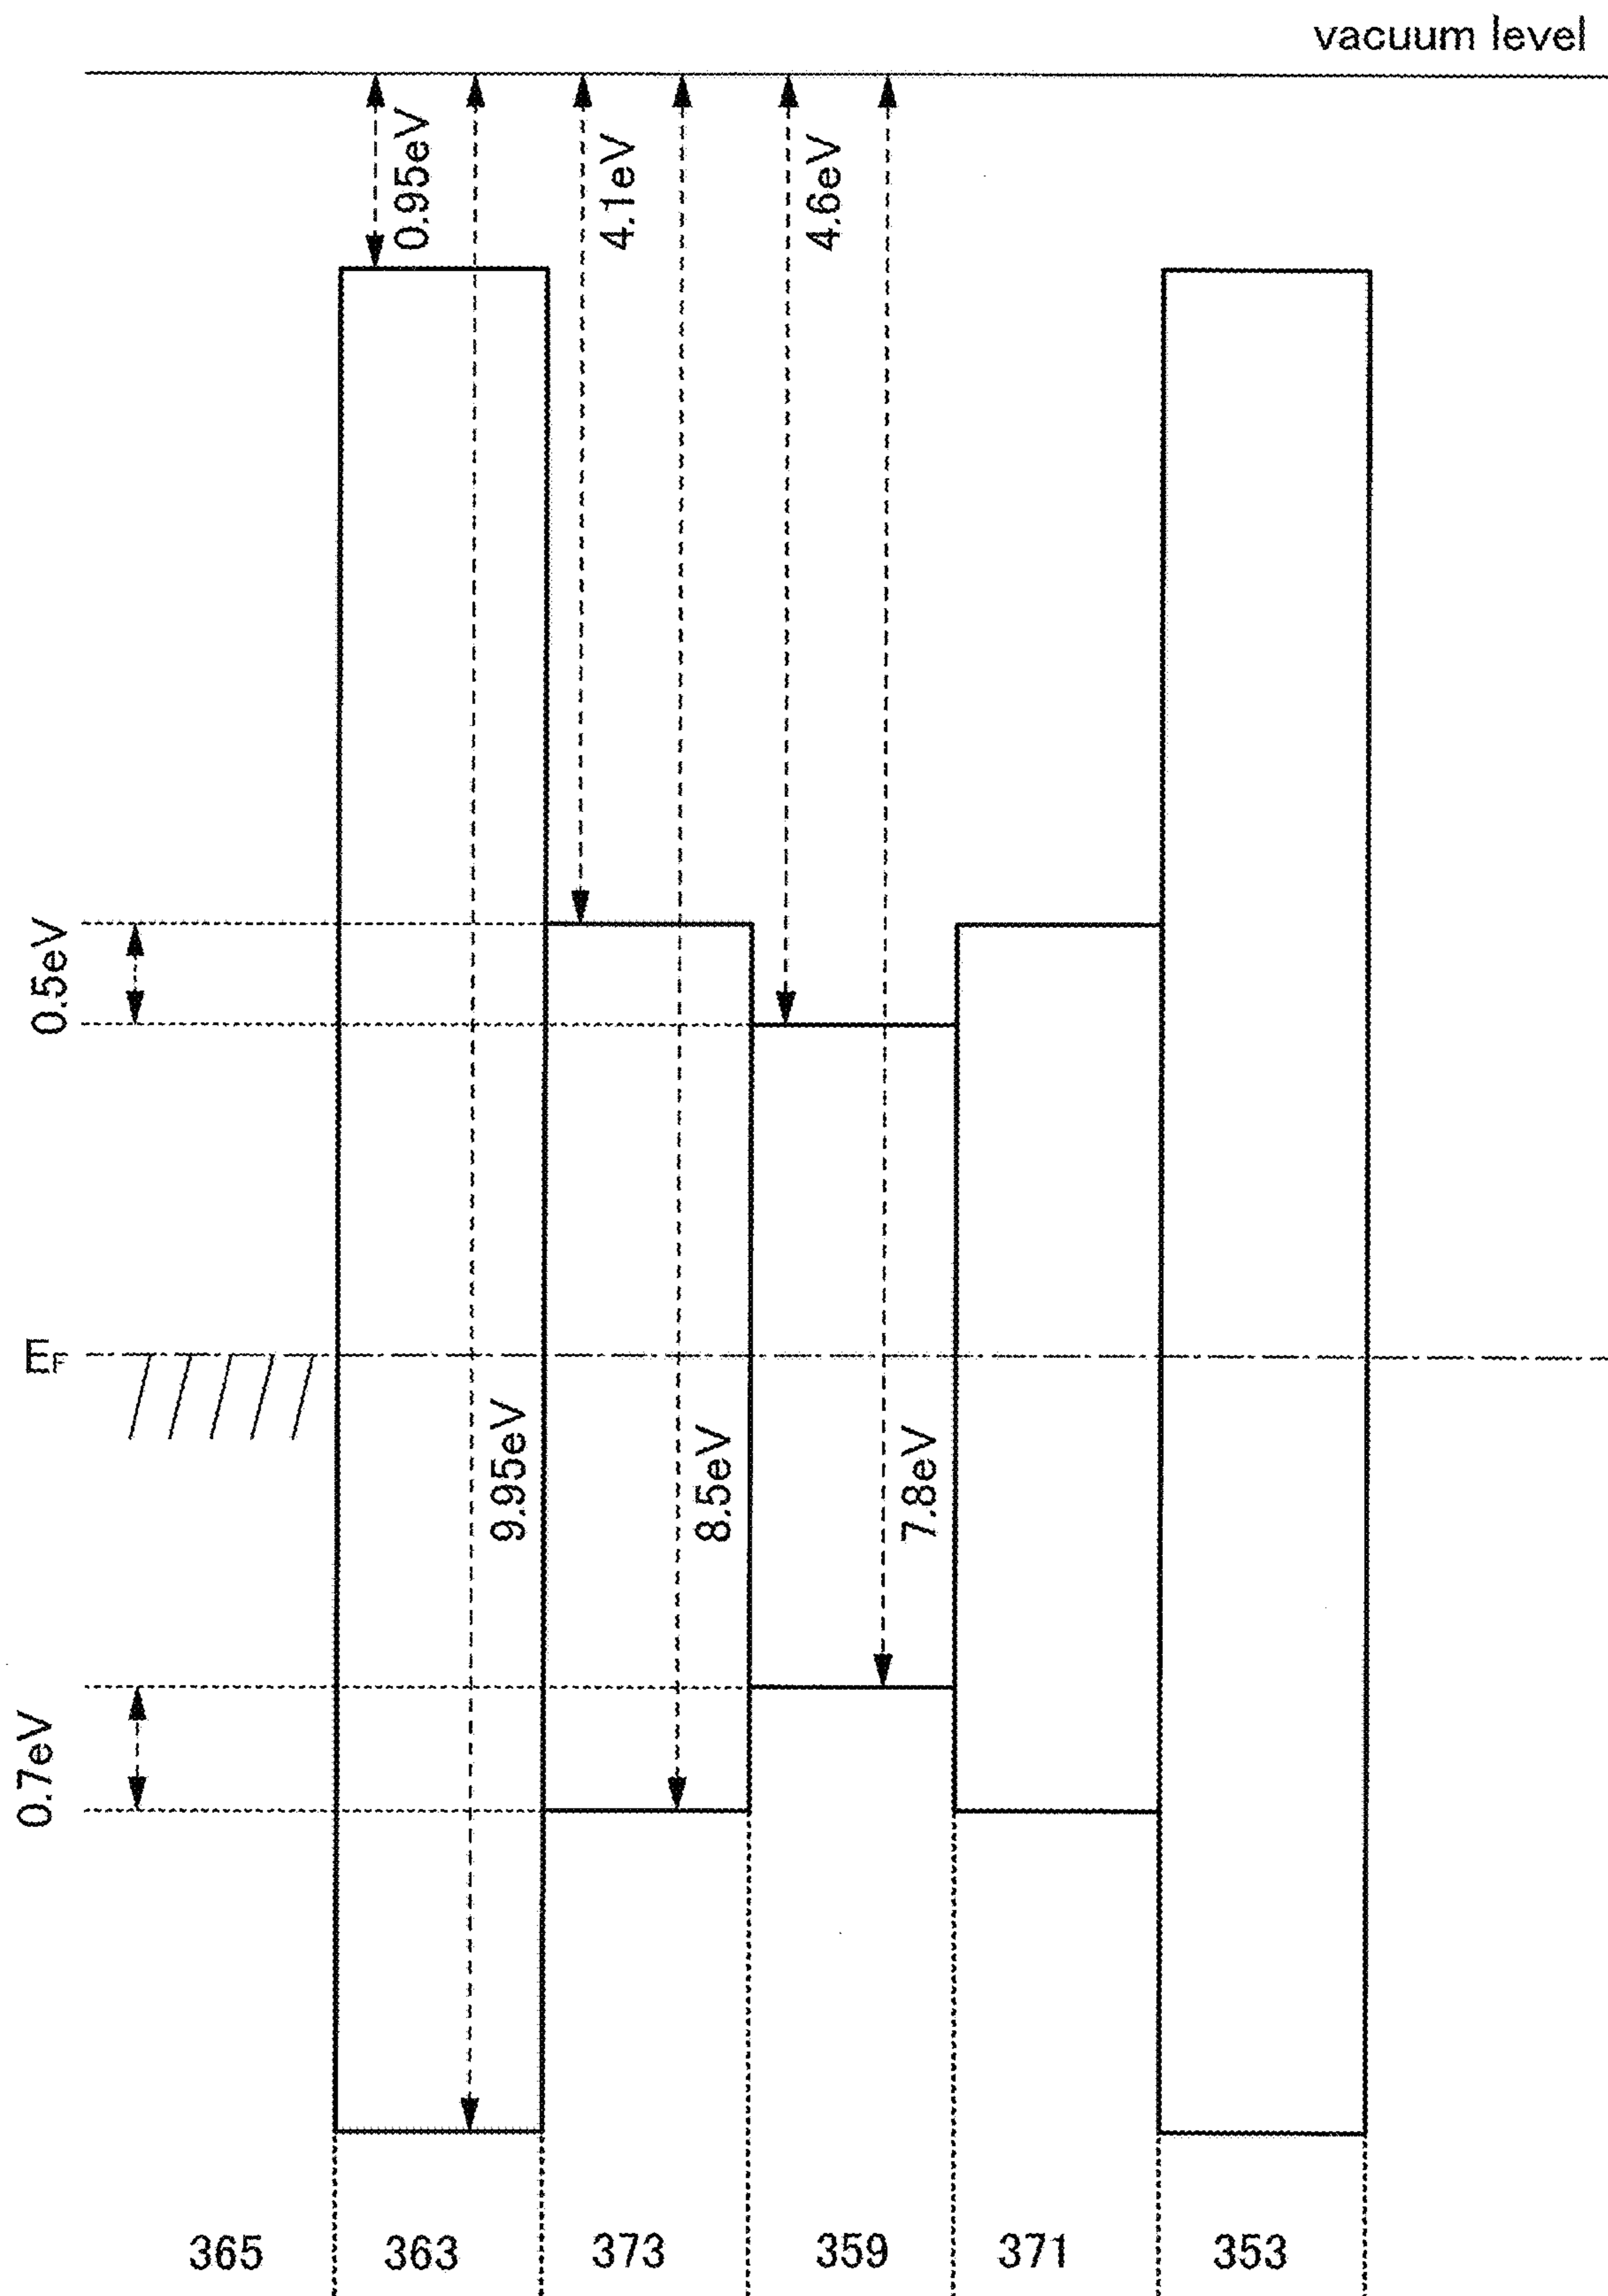 vacuum level
0.95eV
4.1eV
4.6eV
0.5eV
EF
9.95eV
8.5eV
7.8eV
0.7eV
365 363 373 359 371 353